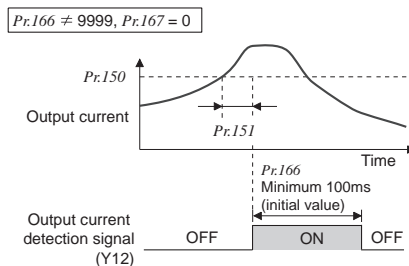 Pr.166 ≠ 9999, Pr.167 = 0
Pr.150
Output current
Pr.151
Time
Pr.166
Minimum 100ms
(initial value)
Output current
detection signal
(Y12)
OFF
ON
OFF